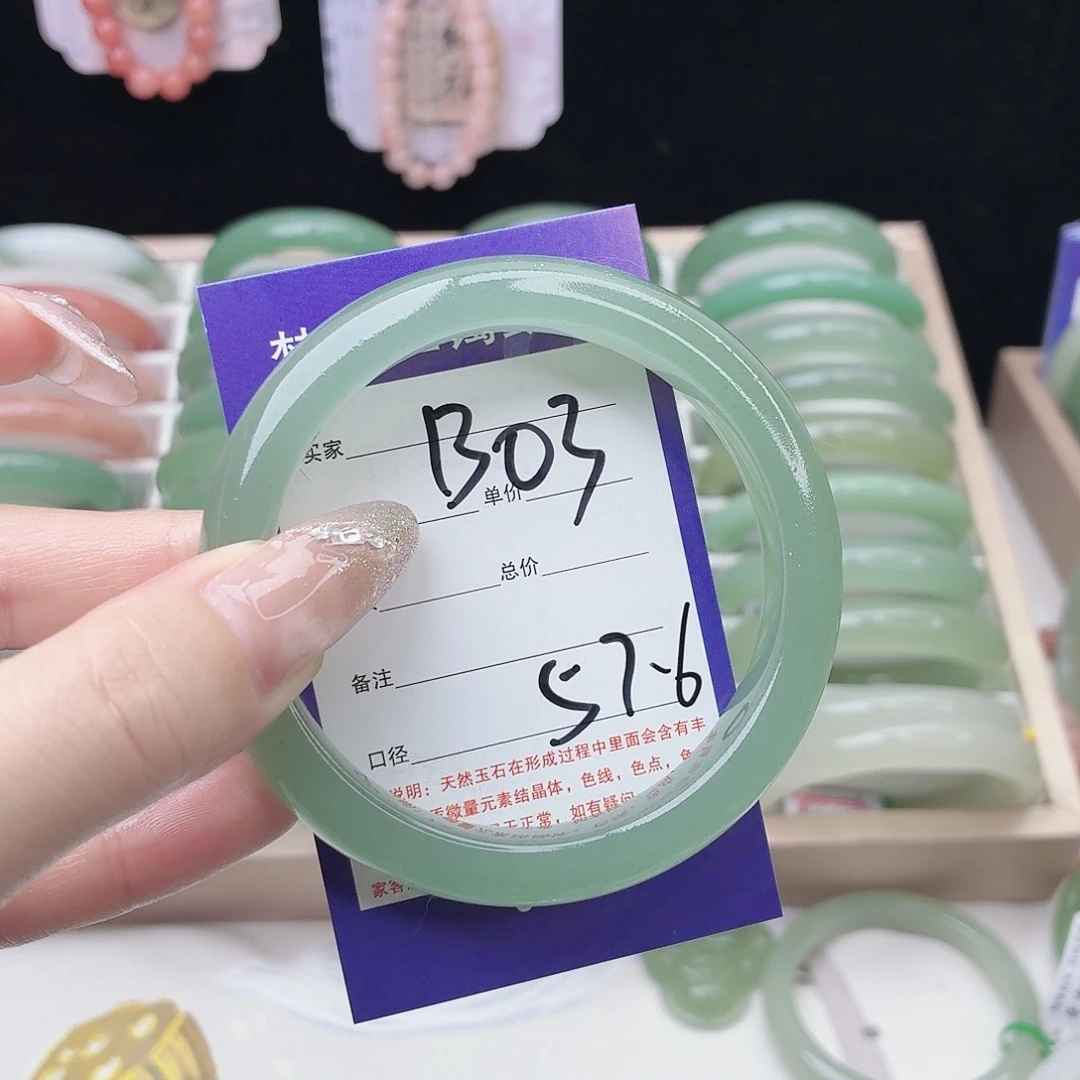 买家 B03
单价
总价
备注
口径 57.6
说明：天然玉石在形成过程中里面会含有丰
微量元素结晶体，色线，色点，色
正常，如有疑问
家客